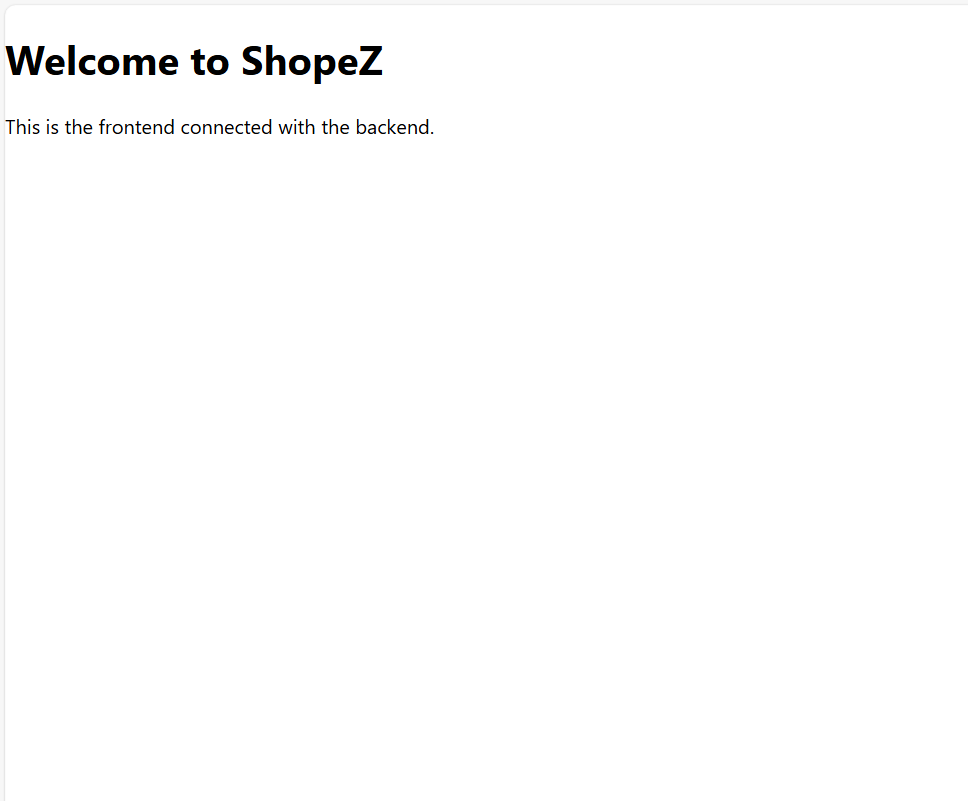 Welcome to ShopeZ
This is the frontend connected with the backend.